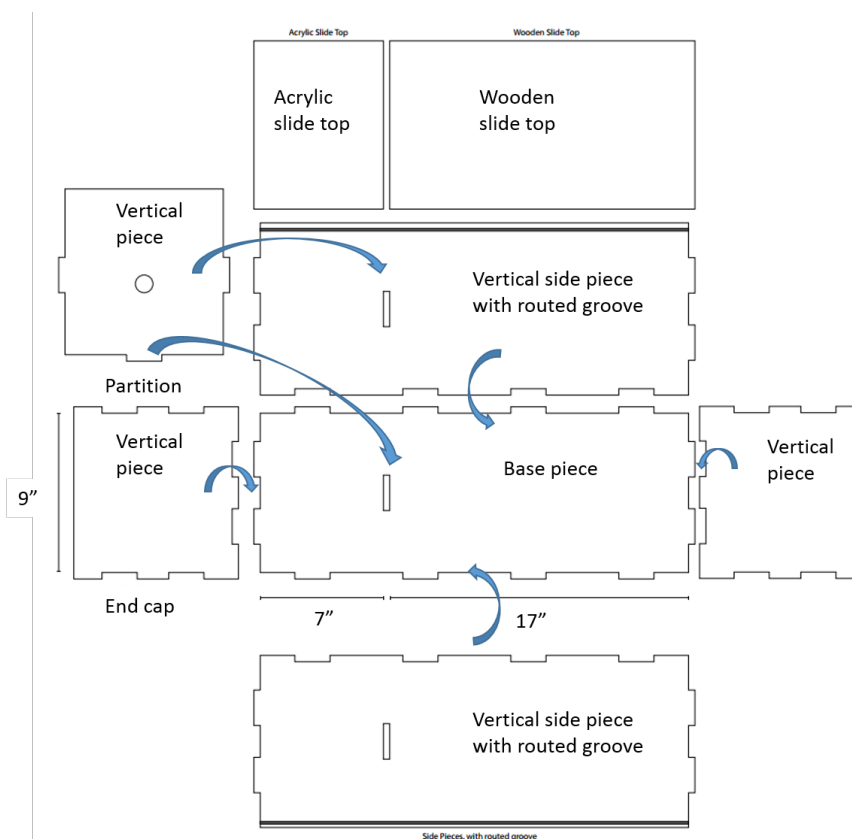 Acrylic Slide Top
Wooden Slide Top
Acrylic
slide top
Wooden
slide top
Vertical
piece
Vertical side piece
with routed groove
Partition
Vertical
piece
Base piece
Vertical
piece
9”
End cap
7”
17”
Vertical side piece
with routed groove
Side Pieces, with routed groove